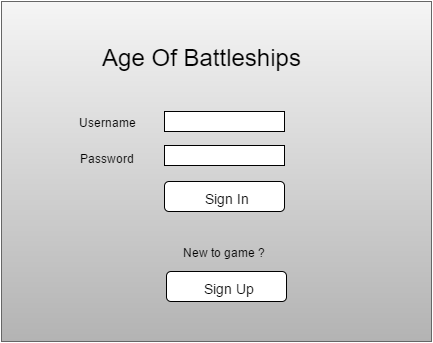 Age Of Battleships
Username
Password
Sign In
New to game ?
Sign Up